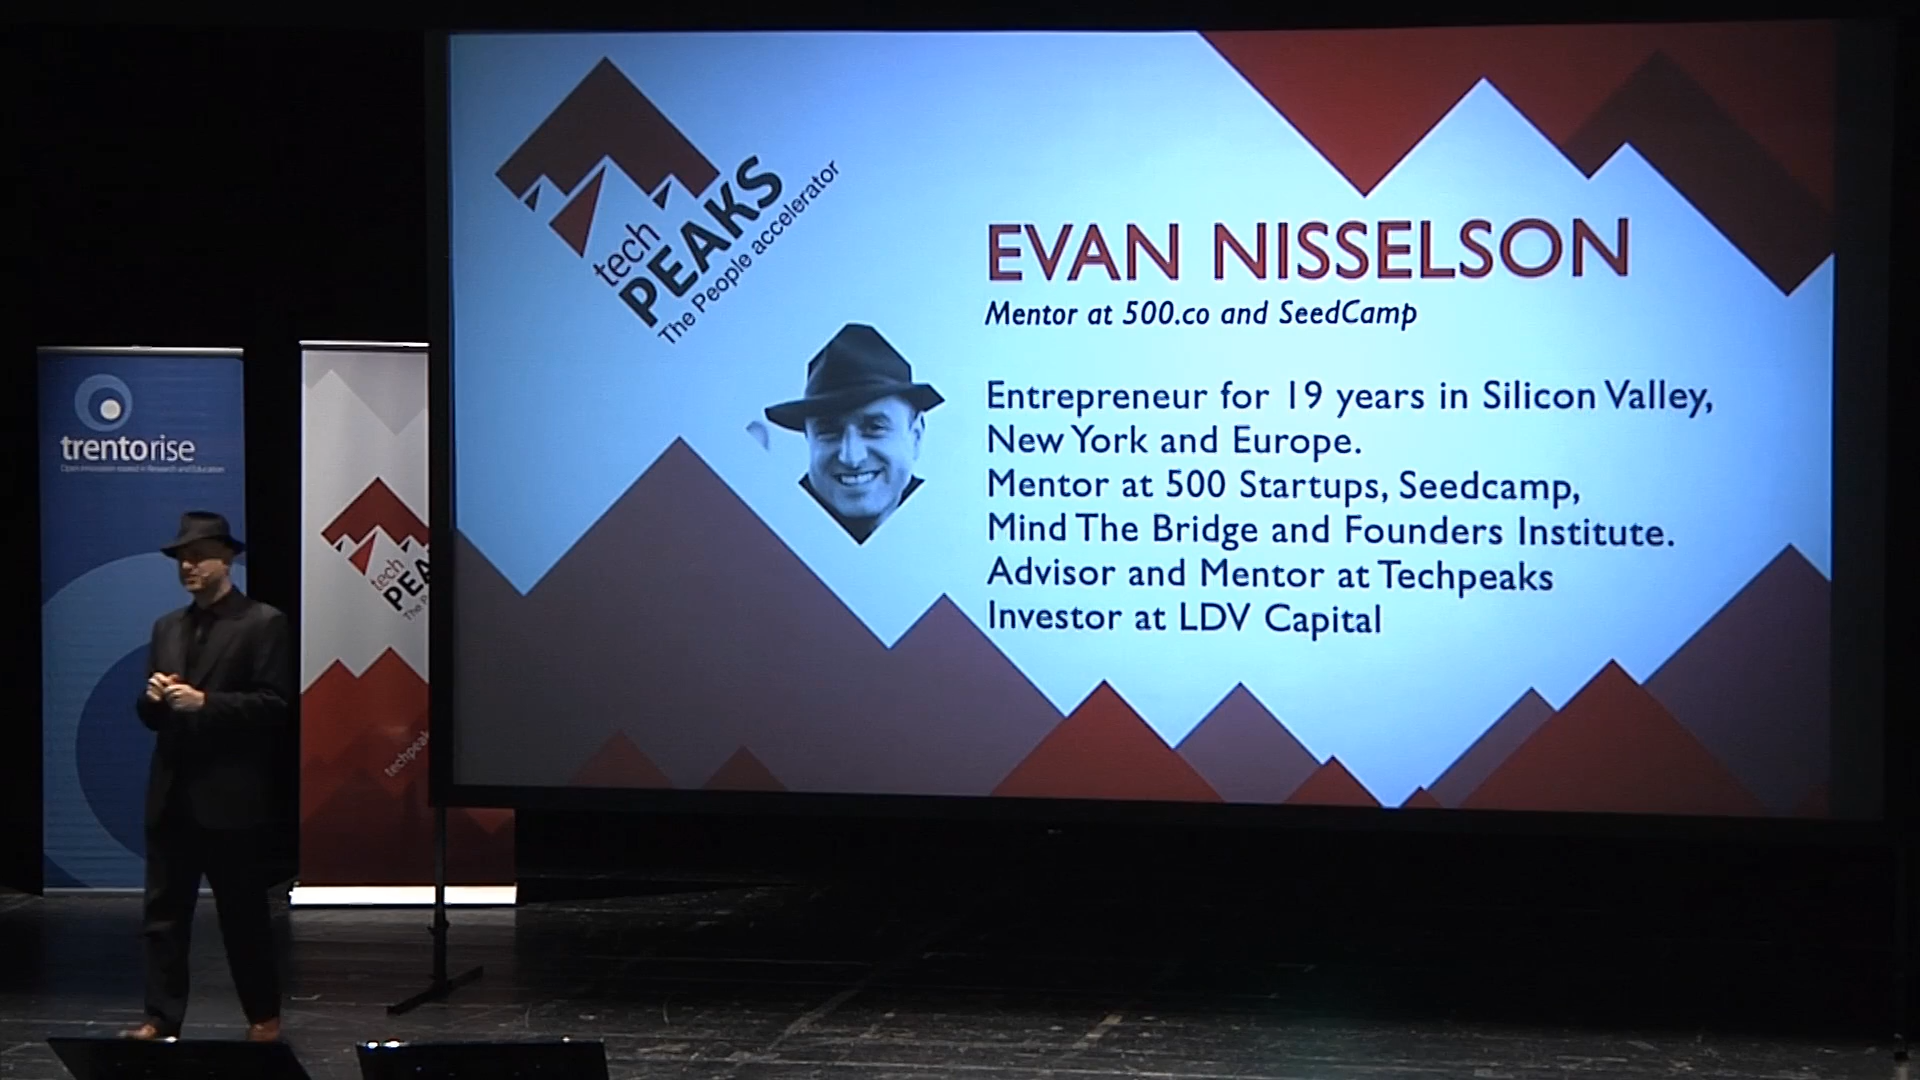 trentorise
tech
PEA
techpeak
tech
PEAKS
The People accelerator
EVAN NISSELSON
Mentor at 500.co and SeedCamp
Entrepreneur for 19 years in Silicon Valley,
New York and Europe.
Mentor at 500 Startups, Seedcamp,
Mind The Bridge and Founders Institute.
Advisor and Mentor at Techpeaks
Investor at LDV Capital